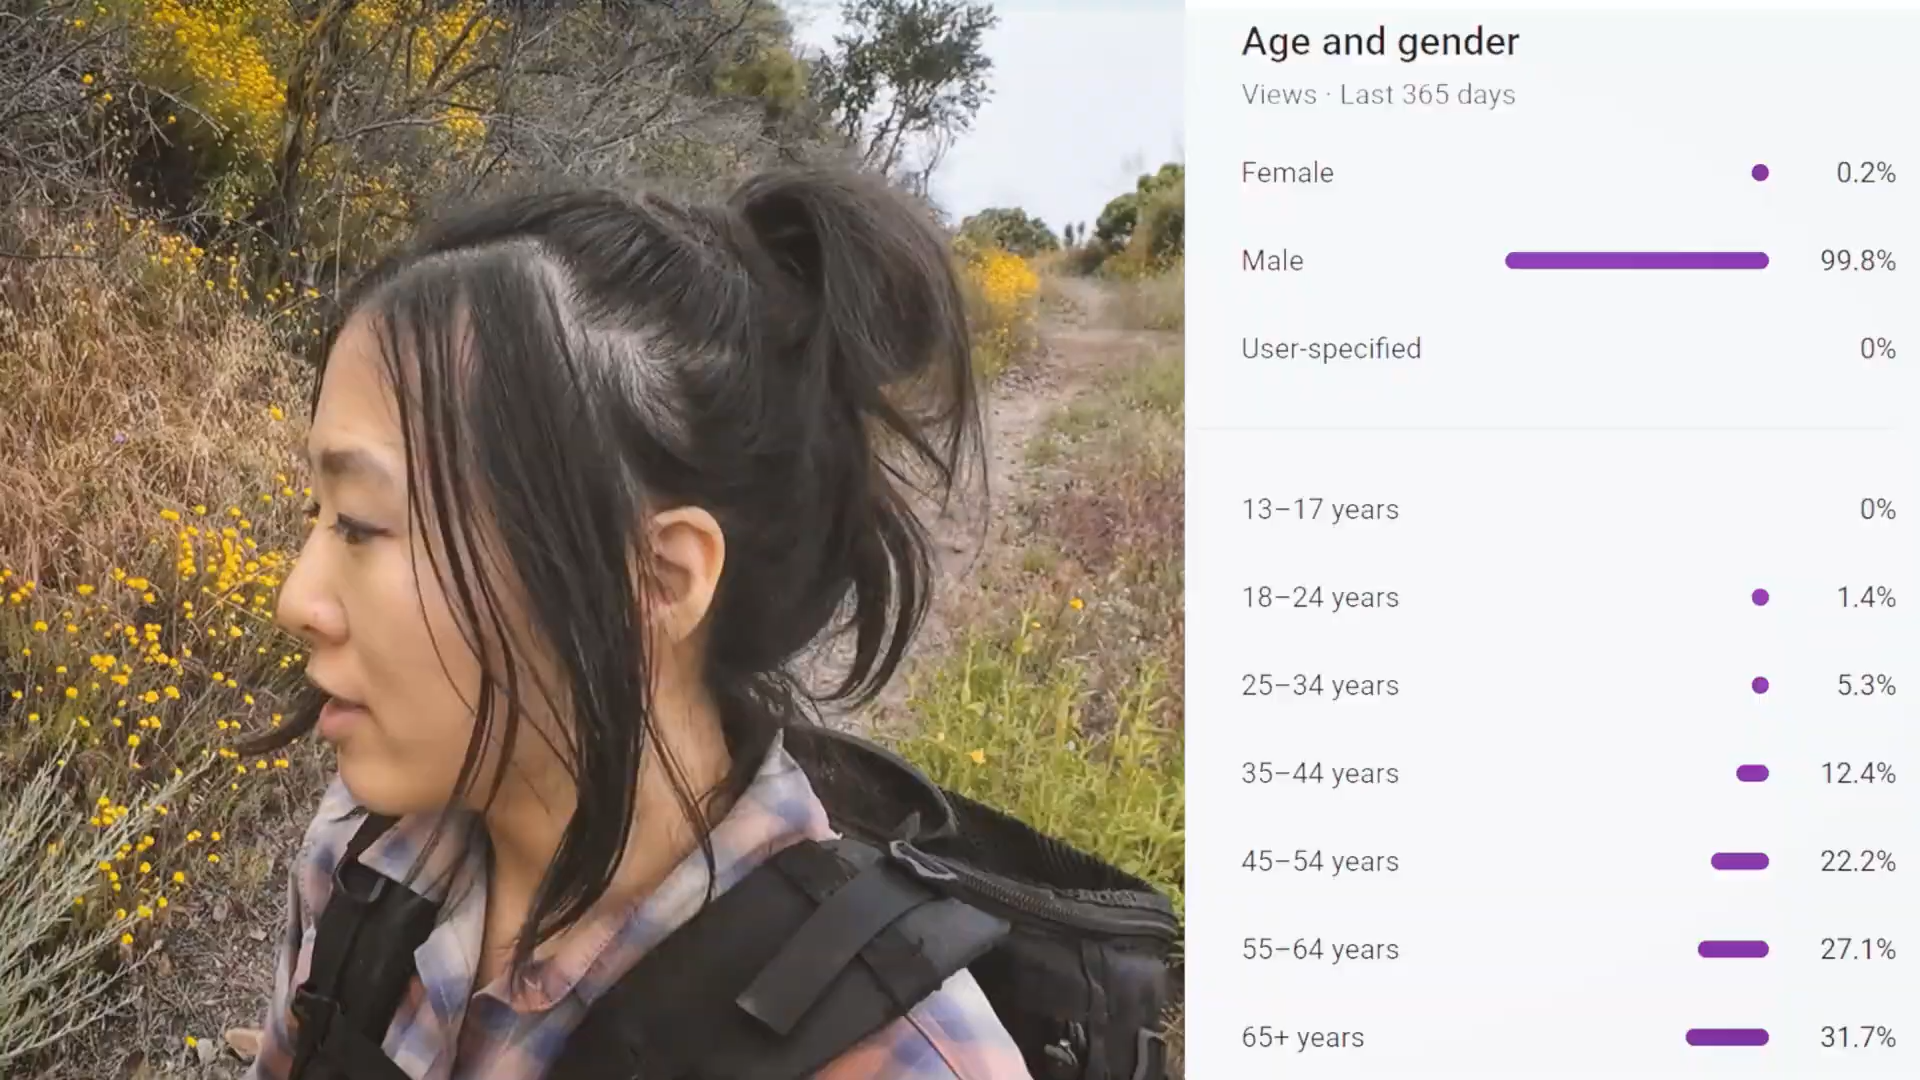 Age and gender
Views · Last 365 days
Female 0.2%
Male 99.8%
User-specified 0%
13–17 years 0%
18–24 years 1.4%
25–34 years 5.3%
35–44 years 12.4%
45–54 years 22.2%
55–64 years 27.1%
65+ years 31.7%